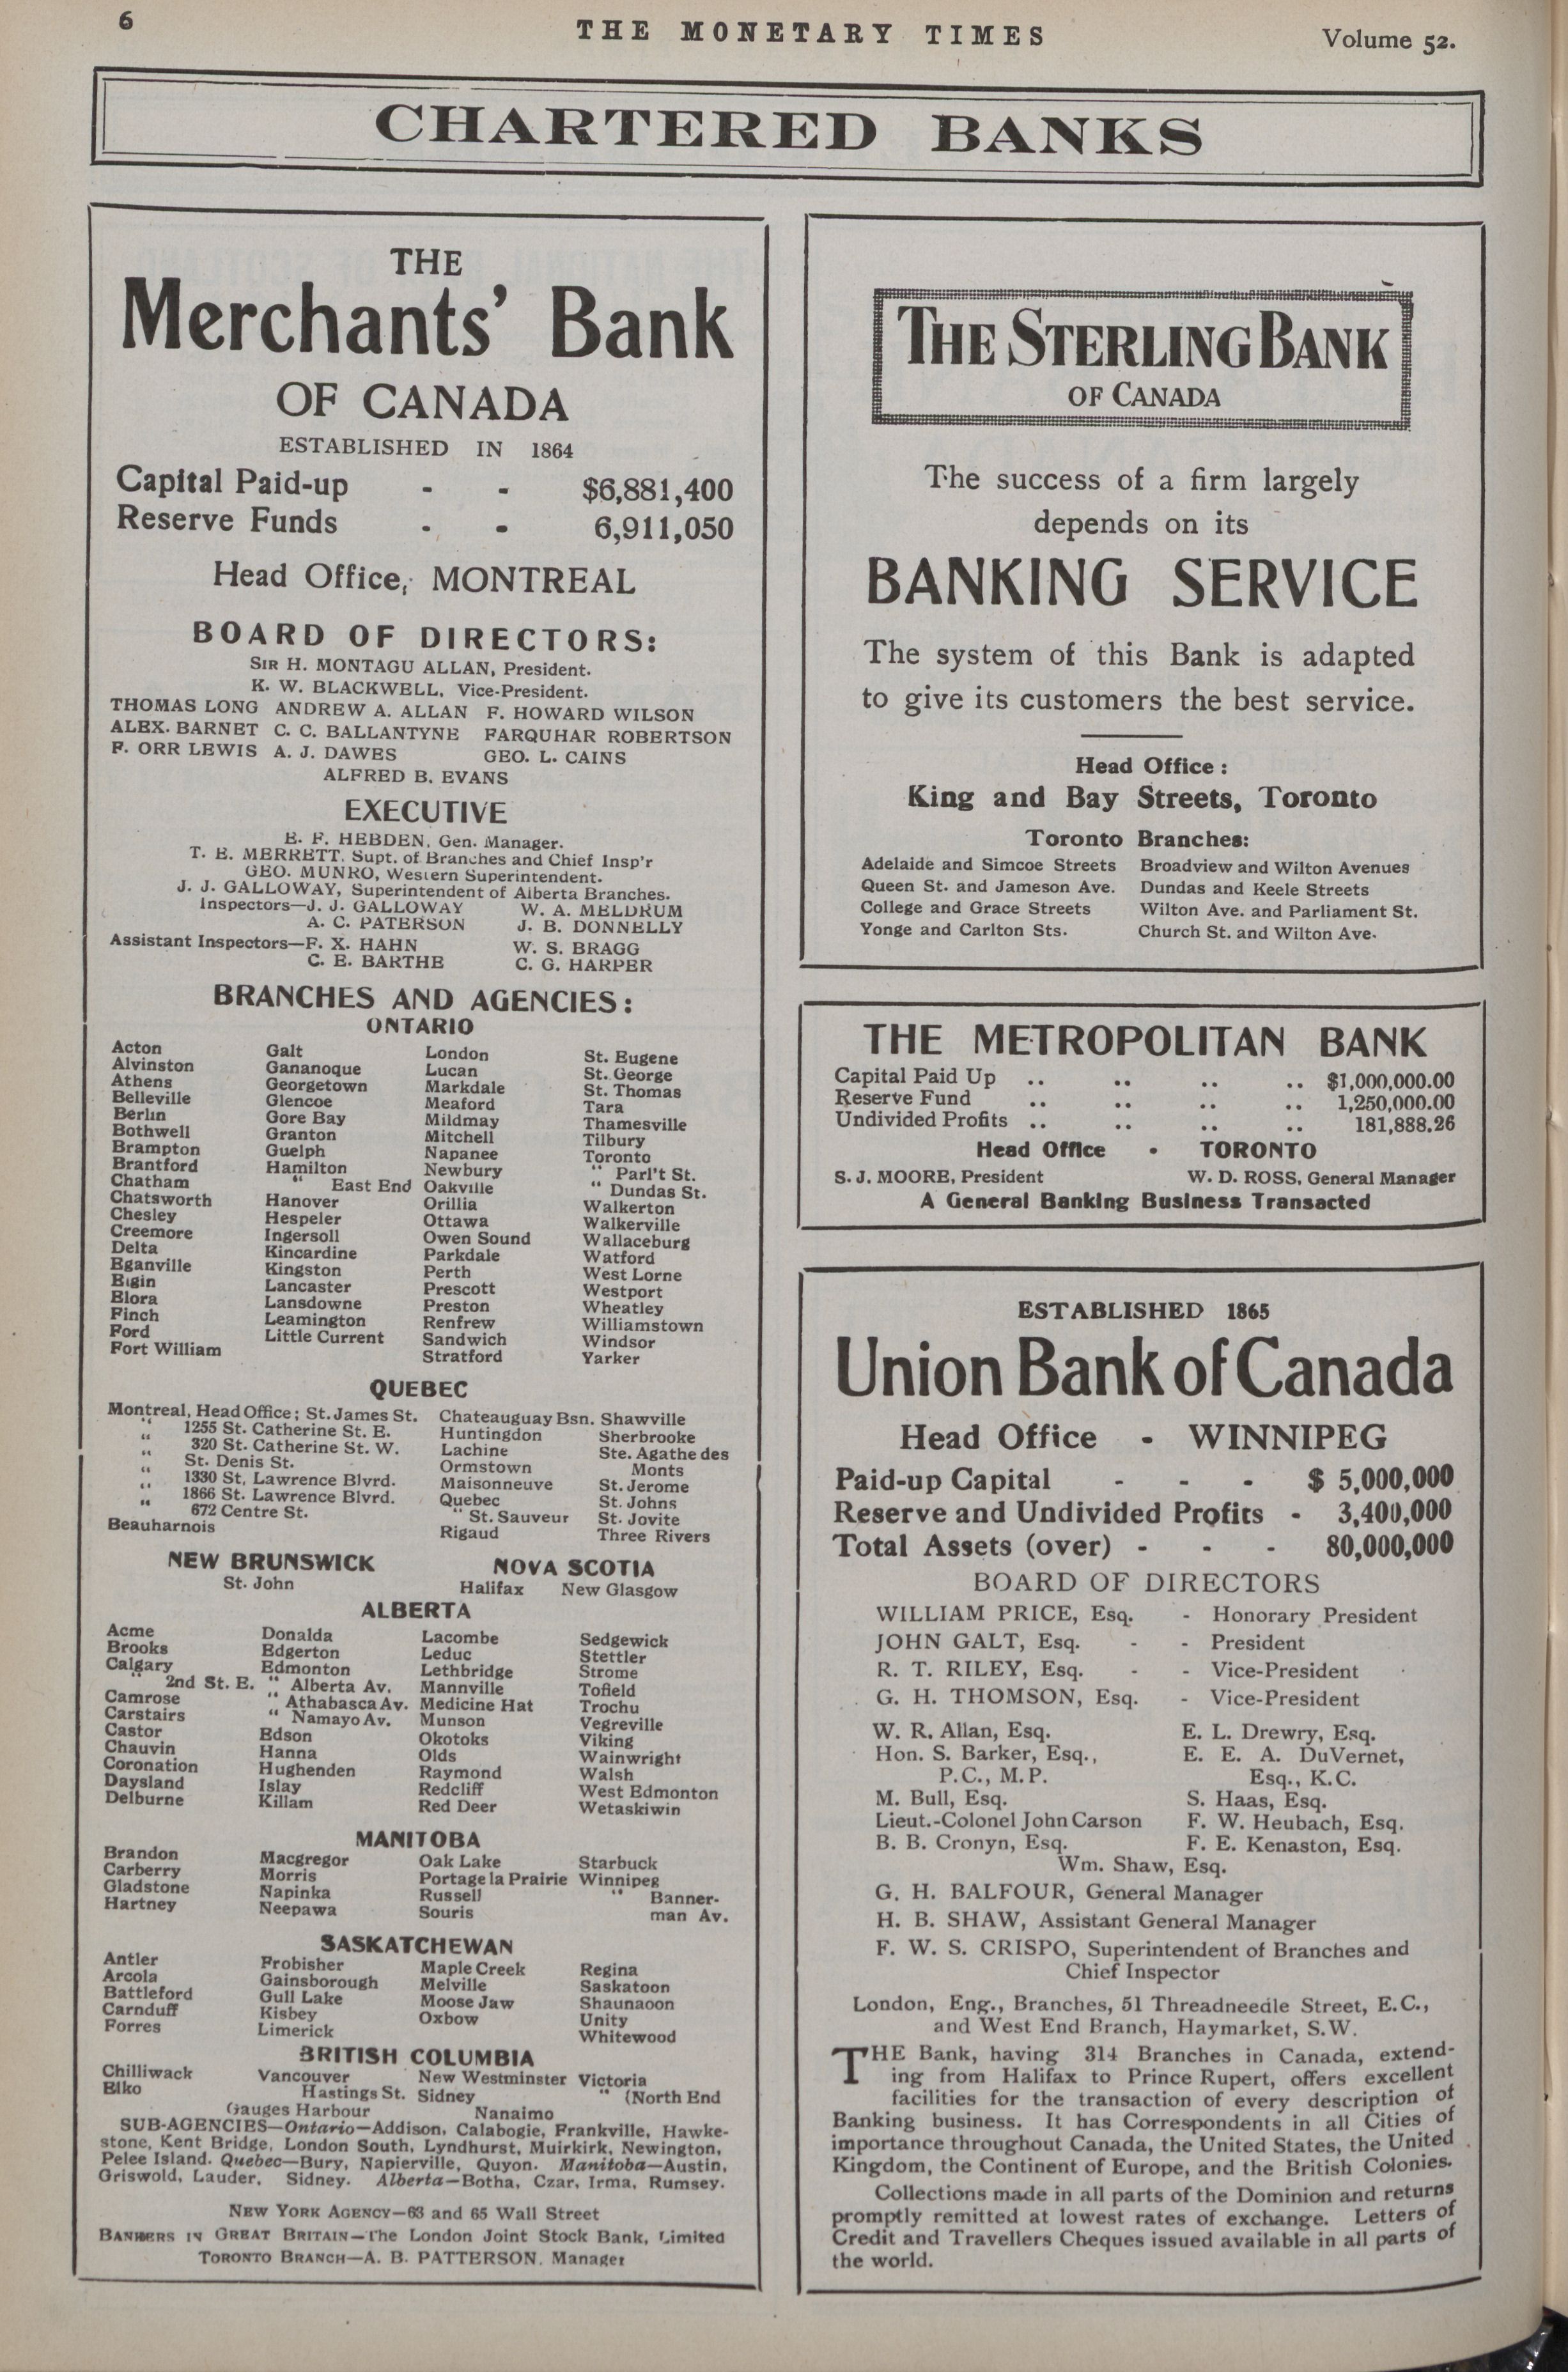 6
THE MONETARY TIMES
Volume 52.
CHARTERED BANKS
THE
Merchants' Bank
OF CANADA
ESTABLISHED IN 1864
Capital Paid-up - - $6,881,400
Reserve Funds - - 6,911,050
Head Office, MONTREAL
BOARD OF DIRECTORS:
SIR H. MONTAGU ALLAN, President.
K. W. BLACKWELL, Vice-President.
THOMAS LONG ANDREW A. ALLAN F. HOWARD WILSON
ALEX. BARNET C. C. BALLANTYNE FARQUHAR ROBERTSON
F. ORR LEWIS A. J. DAWES GEO. L. CAINS
ALFRED B. EVANS
EXECUTIVE
E. F. HEBDEN, Gen. Manager.
T. E. MERRETT, Supt. of Branches and Chief Insp'r
GEO. MUNRO, Western Superintendent.
J. J. GALLOWAY, Superintendent of Alberta Branches.
Inspectors—J. J. GALLOWAY W. A. MELDRUM
A. C. PATERSON J. B. DONNELLY
Assistant Inspectors—F. X. HAHN W. S. BRAGG
C. E. BARTHE C. G. HARPER
BRANCHES AND AGENCIES:
ONTARIO
Acton Galt London St. Eugene
Alvinston Gananoque Lucan St. George
Athens Georgetown Markdale St. Thomas
Belleville Glencoe Meaford Tara
Berlin Gore Bay Mildmay Thamesville
Bothwell Granton Mitchell Tilbury
Brampton Guelph Napanee Toronto
Brantford Hamilton Newbury " Parl't St.
Chatham " East End Oakville " Dundas St.
Chatsworth Hanover Orillia Walkerton
Chesley Hespeler Ottawa Walkerville
Creemore Ingersoll Owen Sound Wallaceburg
Delta Kincardine Parkdale Watford
Eganville Kingston Perth West Lorne
Elgin Lancaster Prescott Westport
Elora Lansdowne Preston Wheatley
Finch Leamington Renfrew Williamstown
Ford Little Current Sandwich Windsor
Fort William Stratford Yarker
QUEBEC
Montreal, Head Office; St. James St. Chateauguay Bsn. Shawville
" 1255 St. Catherine St. E. Huntingdon Sherbrooke
" 320 St. Catherine St. W. Lachine Ste. Agathe des
" St. Denis St. Ormstown Monts
" 1330 St. Lawrence Blvrd. Maisonneuve St. Jerome
" 1866 St. Lawrence Blvrd. Quebec St. Johns
" 672 Centre St. " St. Sauveur St. Jovite
Beauharnois Rigaud Three Rivers
NEW BRUNSWICK NOVA SCOTIA
St. John Halifax New Glasgow
ALBERTA
Acme Donalda Lacombe Sedgewick
Brooks Edgerton Leduc Stettler
Calgary Edmonton Lethbridge Strome
" 2nd St. E. " Alberta Av. Mannville Tofield
Camrose " Athabasca Av. Medicine Hat Trochu
Carstairs " Namayo Av. Munson Vegreville
Castor Edson Okotoks Viking
Chauvin Hanna Olds Wainwright
Coronation Hughenden Raymond Walsh
Daysland Islay Redcliff West Edmonton
Delburne Killam Red Deer Wetaskiwin
MANITOBA
Brandon Macgregor Oak Lake Starbuck
Carberry Morris Portage la Prairie Winnipeg
Gladstone Napinka Russell " Banner-
Hartney Neepawa Souris man Av.
SASKATCHEWAN
Antler Frobisher Maple Creek Regina
Arcola Gainsborough Melville Saskatoon
Battleford Gull Lake Moose Jaw Shaunaoon
Carnduff Kisbey Oxbow Unity
Forres Limerick Whitewood
BRITISH COLUMBIA
Chilliwack Vancouver New Westminster Victoria
Elko Hastings St. Sidney " (North End
Gauges Harbour Nanaimo
SUB-AGENCIES—Ontario—Addison, Calabogie, Frankville, Hawke-
stone, Kent Bridge, London South, Lyndhurst, Muirkirk, Newington,
Pelee Island. Quebec—Bury, Napierville, Quyon. Manitoba—Austin,
Griswold, Lauder, Sidney. Alberta—Botha, Czar, Irma, Rumsey.
NEW YORK AGENCY—63 and 65 Wall Street
BANKERS IN GREAT BRITAIN—The London Joint Stock Bank, Limited
TORONTO BRANCH—A. B. PATTERSON, Manager
THE STERLING BANK
OF CANADA
The success of a firm largely
depends on its
BANKING SERVICE
The system of this Bank is adapted
to give its customers the best service.
Head Office:
King and Bay Streets, Toronto
Toronto Branches:
Adelaide and Simcoe Streets Broadview and Wilton Avenues
Queen St. and Jameson Ave. Dundas and Keele Streets
College and Grace Streets Wilton Ave. and Parliament St.
Yonge and Carlton Sts. Church St. and Wilton Ave.
THE METROPOLITAN BANK
Capital Paid Up .. .. .. .. $1,000,000.00
Reserve Fund .. .. .. .. 1,250,000.00
Undivided Profits .. .. .. .. 181,888.26
Head Office - TORONTO
S. J. MOORE, President W. D. ROSS, General Manager
A General Banking Business Transacted
ESTABLISHED 1865
Union Bank of Canada
Head Office - WINNIPEG
Paid-up Capital - - - $ 5,000,000
Reserve and Undivided Profits - 3,400,000
Total Assets (over) - - - 80,000,000
BOARD OF DIRECTORS
WILLIAM PRICE, Esq. - Honorary President
JOHN GALT, Esq. - - President
R. T. RILEY, Esq. - - Vice-President
G. H. THOMSON, Esq. - Vice-President
W. R. Allan, Esq. E. L. Drewry, Esq.
Hon. S. Barker, Esq., E. E. A. DuVernet,
P.C., M.P. Esq., K.C.
M. Bull, Esq. S. Haas, Esq.
Lieut.-Colonel John Carson F. W. Heubach, Esq.
B. B. Cronyn, Esq. F. E. Kenaston, Esq.
Wm. Shaw, Esq.
G. H. BALFOUR, General Manager
H. B. SHAW, Assistant General Manager
F. W. S. CRISPO, Superintendent of Branches and
Chief Inspector
London, Eng., Branches, 51 Threadneedle Street, E.C.,
and West End Branch, Haymarket, S.W.
THE Bank, having 314 Branches in Canada, extend-
ing from Halifax to Prince Rupert, offers excellent
facilities for the transaction of every description of
Banking business. It has Correspondents in all Cities of
importance throughout Canada, the United States, the United
Kingdom, the Continent of Europe, and the British Colonies.
Collections made in all parts of the Dominion and returns
promptly remitted at lowest rates of exchange. Letters of
Credit and Travellers Cheques issued available in all parts of
the world.